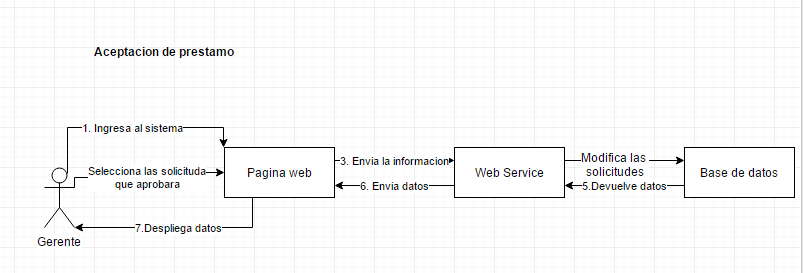 Aceptacion de prestamo
1. Ingresa al sistema
Selecciona las solicituda
que aprobara
Pagina web
3. Envia la informacion
6. Envia datos
Web Service
Modifica las
solicitudes
5.Devuelve datos
Base de datos
7.Despliega datos
Gerente